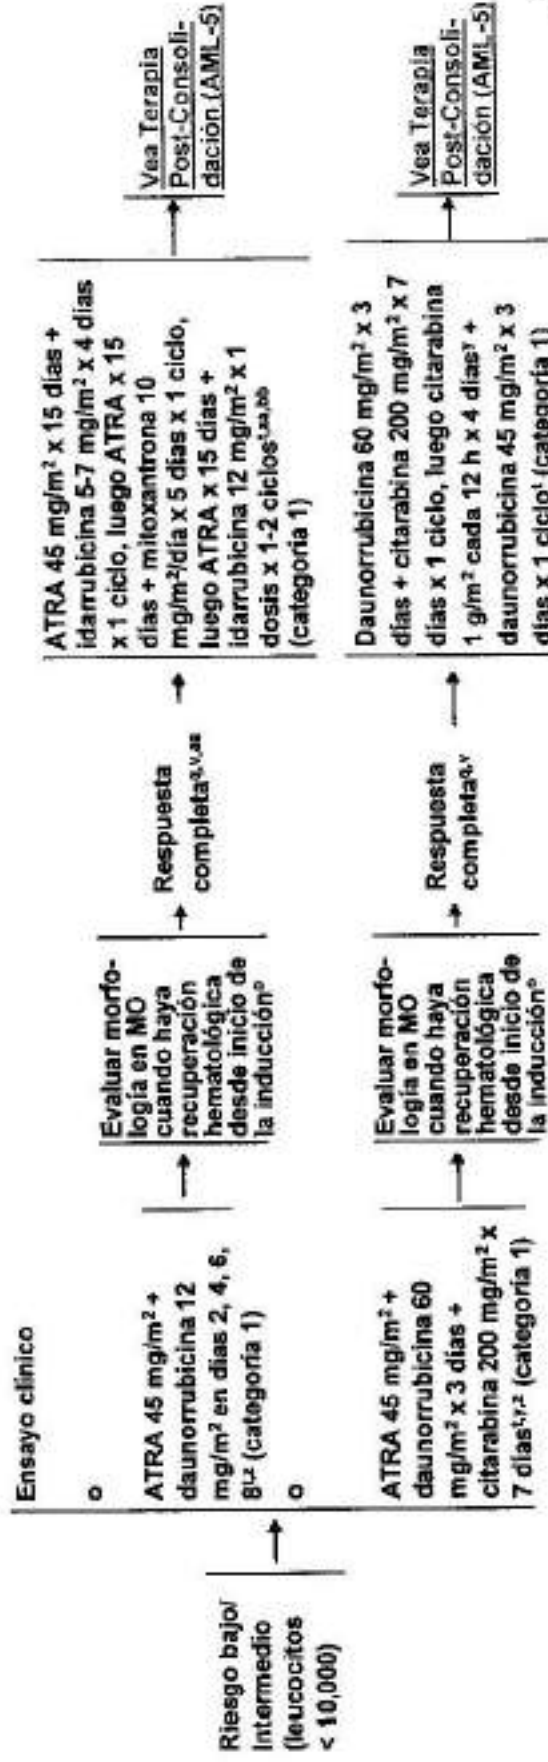 Riesgo bajo/
Intermedio
(leucocitos
< 10,000)
Ensayo clínico
o
ATRA 45 mg/m² +
daunorrubicina 12
mg/m² en días 2, 4, 6,
8ᵗ,ᶻ (categoría 1)
o
ATRA 45 mg/m² +
daunorrubicina 60
mg/m² x 3 días +
citarabina 200 mg/m² x
7 días (categoría 1)
Evaluar morfo-
logía en MO
cuando haya
recuperación
hematológica
desde inicio de
la inducciónº
Respuesta
completa
ATRA 45 mg/m² x 15 días +
idarrubicina 5-7 mg/m² x 4 días
x 1 ciclo, luego ATRA x 15
días + mitoxantrona 10
mg/m²/día x 5 días x 1 ciclo,
luego ATRA x 15 días +
idarrubicina 12 mg/m² x 1
dosis x 1-2 ciclos
(categoría 1)
Vea Terapia
Post-Consoli-
dación (AML-5)
Evaluar morfo-
logía en MO
cuando haya
recuperación
hematológica
desde inicio de
la inducciónº
Respuesta
completa
Daunorrubicina 60 mg/m² x 3
días + citarabina 200 mg/m² x 7
días x 1 ciclo, luego citarabina
1 g/m² cada 12 h x 4 días +
daunorrubicina 45 mg/m² x 3
días x 1 ciclo (categoría 1)
Vea Terapia
Post-Consoli-
dación (AML-5)